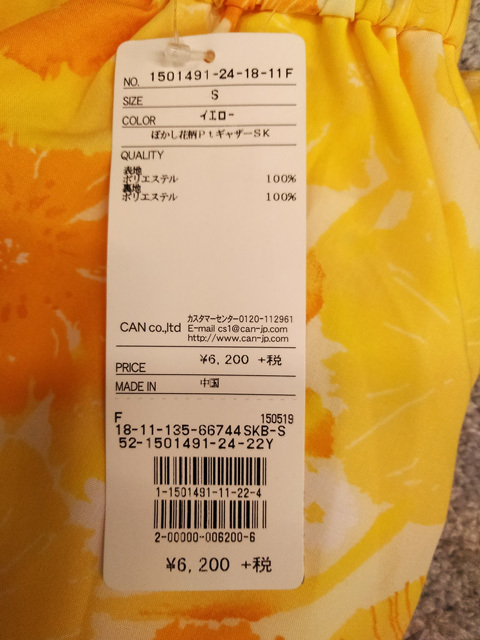 NO. 1501491-24-18-11F
SIZE S
COLOR イエロー
ぼかし花柄PtギャザーSK
QUALITY
表地
ポリエステル 100%
裏地
ポリエステル 100%
カスタマーセンター0120-112961
CAN co.,ltd E-mail cs1@can-jp.com
http://www.can-jp.com
PRICE ¥6,200 +税
MADE IN 中国
F 150519
18-11-135-66744SKB-S
52-1501491-24-22Y
1-1501491-11-22-4
2-00000-006200-6
¥6,200 +税